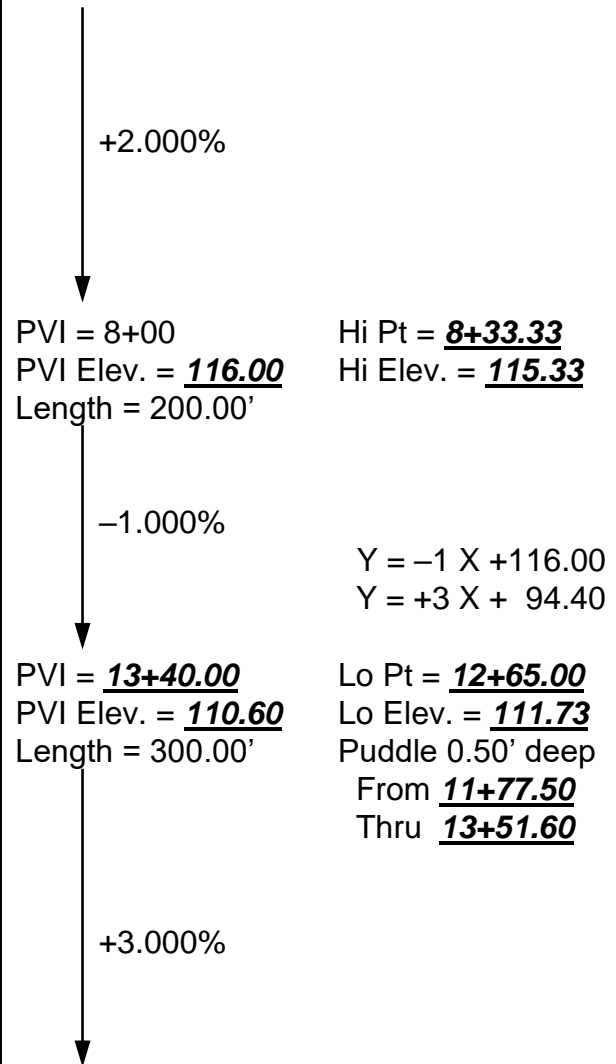 +2.000%
PVI = 8+00
PVI Elev. = 116.00
Length = 200.00’
Hi Pt = 8+33.33
Hi Elev. = 115.33
–1.000%
Y = –1 X +116.00
Y = +3 X + 94.40
PVI = 13+40.00
PVI Elev. = 110.60
Length = 300.00’
Lo Pt = 12+65.00
Lo Elev. = 111.73
Puddle 0.50’ deep
From 11+77.50
Thru 13+51.60
+3.000%